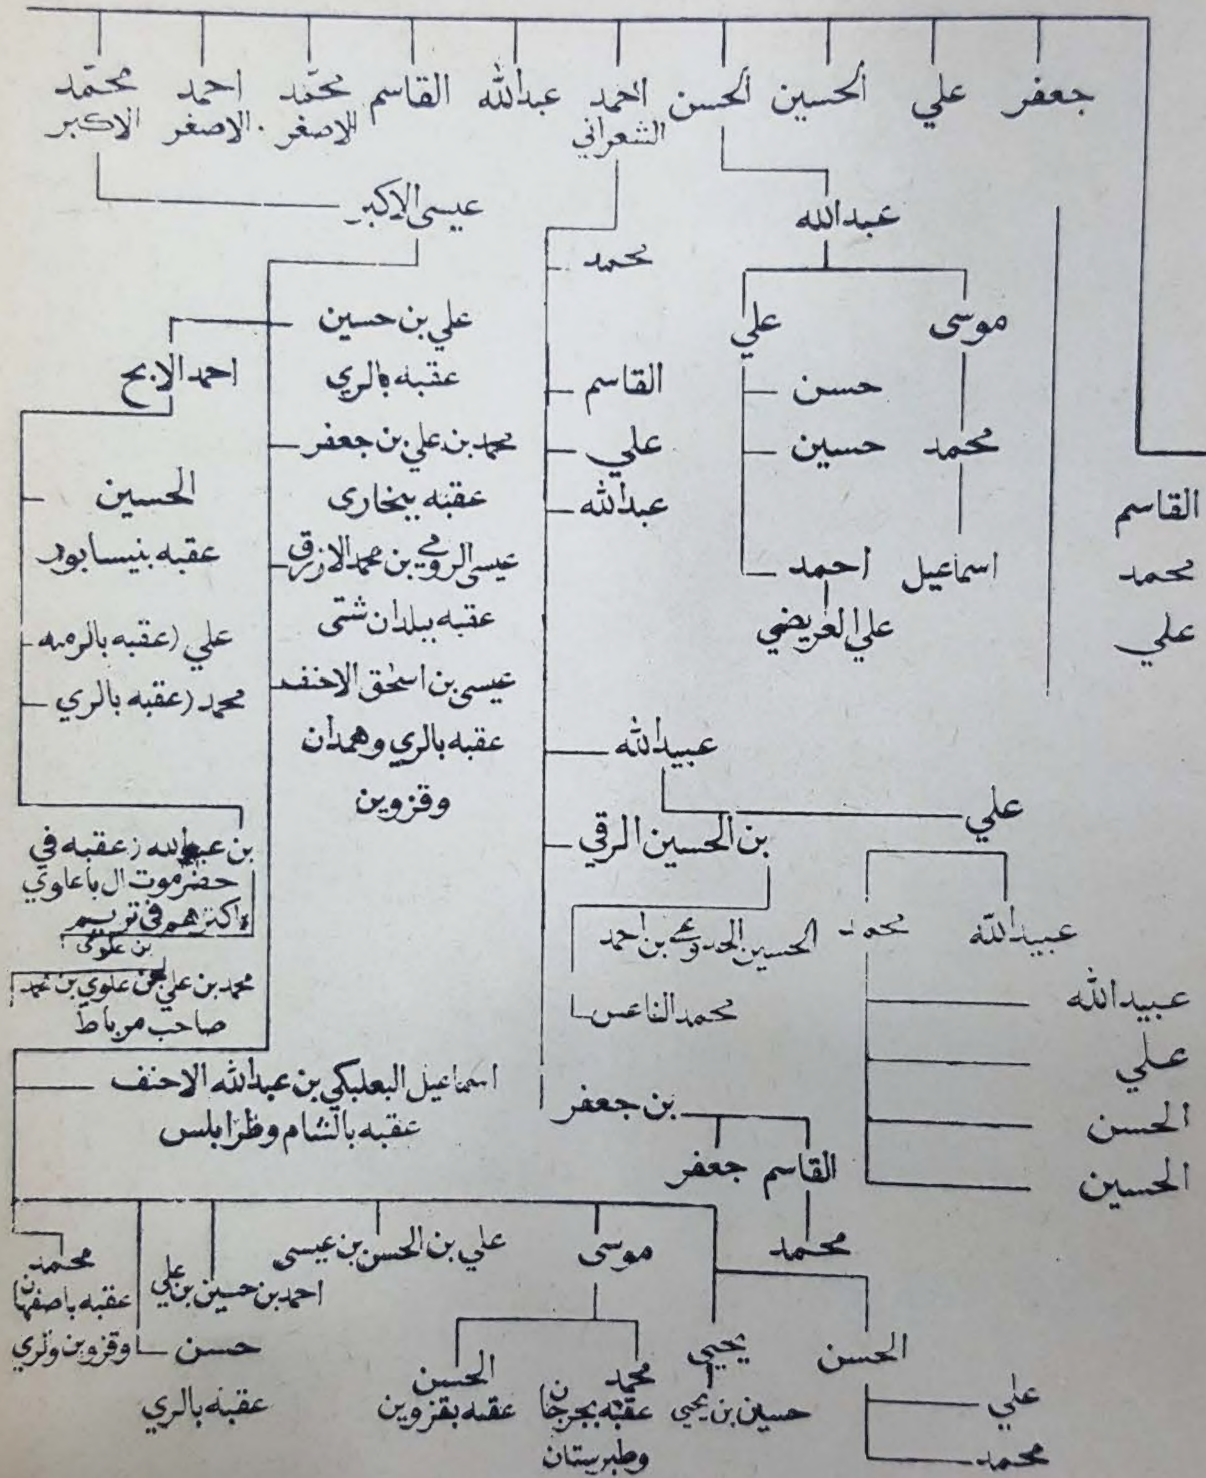 جعفر
علي
الحسين
الحسن
احمد الشعراني
عبدالله
القاسم
محمد الاصغر
احمد الاصغر
محمد الاكبر
عيسى الاكبر
عبدالله
محمد
علي بن حسين
علي
موسى
احمد الابح
عقبه بالري
القاسم
حسن
محمد بن علي بن جعفر
علي
حسين
محمد
الحسين
عقبه ببخارى
عبدالله
القاسم
عقبه بنيسابور
عيسى الرومي بن محمد الازرق
احمد
اسماعيل
محمد
علي (عقبه بالرمه
عقبه ببلدان شتى
علي العريضي
علي
محمد (عقبه بالري
عيسى بن اسحق الاحنف
عقبه بالري وهمدان
وقزوين
عبيدالله
علي
بن الحسين الرقي
بن عبدالله (عقبه في
حضرموت ال باعلوي
واكثرهم في تريم
بن علوي
محمد بن علي بن علوي بن محمد
صاحب مرباط
الحسين بن احمد
محمد
عبيدالله
محمد
عبيدالله
علي
الحسن
الحسين
اسماعيل البعلبكي بن عبدالله الاحنف
عقبه بالشام وطرابلس
بن جعفر
القاسم
جعفر
محمد
موسى
علي بن الحسن بن عيسى
احمد بن حسين بن علي
محمد
عقبه باصفهان
وقزوين والري
حسن
عقبه بالري
الحسن
عقبه بقزوين
محمد
عقبه بجرجان
وطبرستان
يحيى
حسين بن يحيى
الحسن
علي
محمد